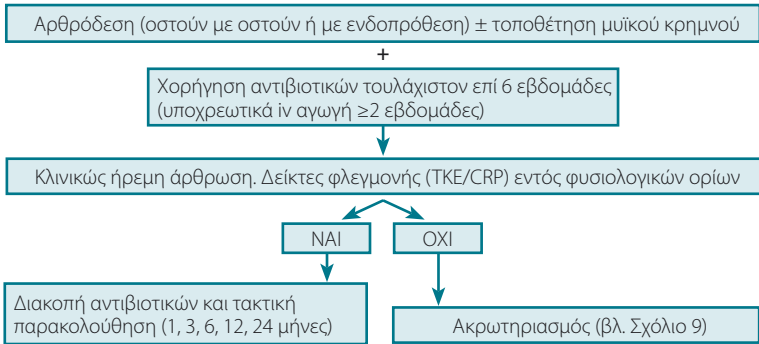 Αρθρόδεση (οστούν με οστούν ή με ενδοπρόθεση) ± τοποθέτηση μυϊκού κρημνού
+
Χορήγηση αντιβιοτικών τουλάχιστον επί 6 εβδομάδες
(υποχρεωτικά iv αγωγή ≥2 εβδομάδες)
Κλινικώς ήρεμη άρθρωση. Δείκτες φλεγμονής (ΤΚΕ/CRP) εντός φυσιολογικών ορίων
ΝΑΙ
ΟΧΙ
Διακοπή αντιβιοτικών και τακτική
παρακολούθηση (1, 3, 6, 12, 24 μήνες)
Ακρωτηριασμός (βλ. Σχόλιο 9)